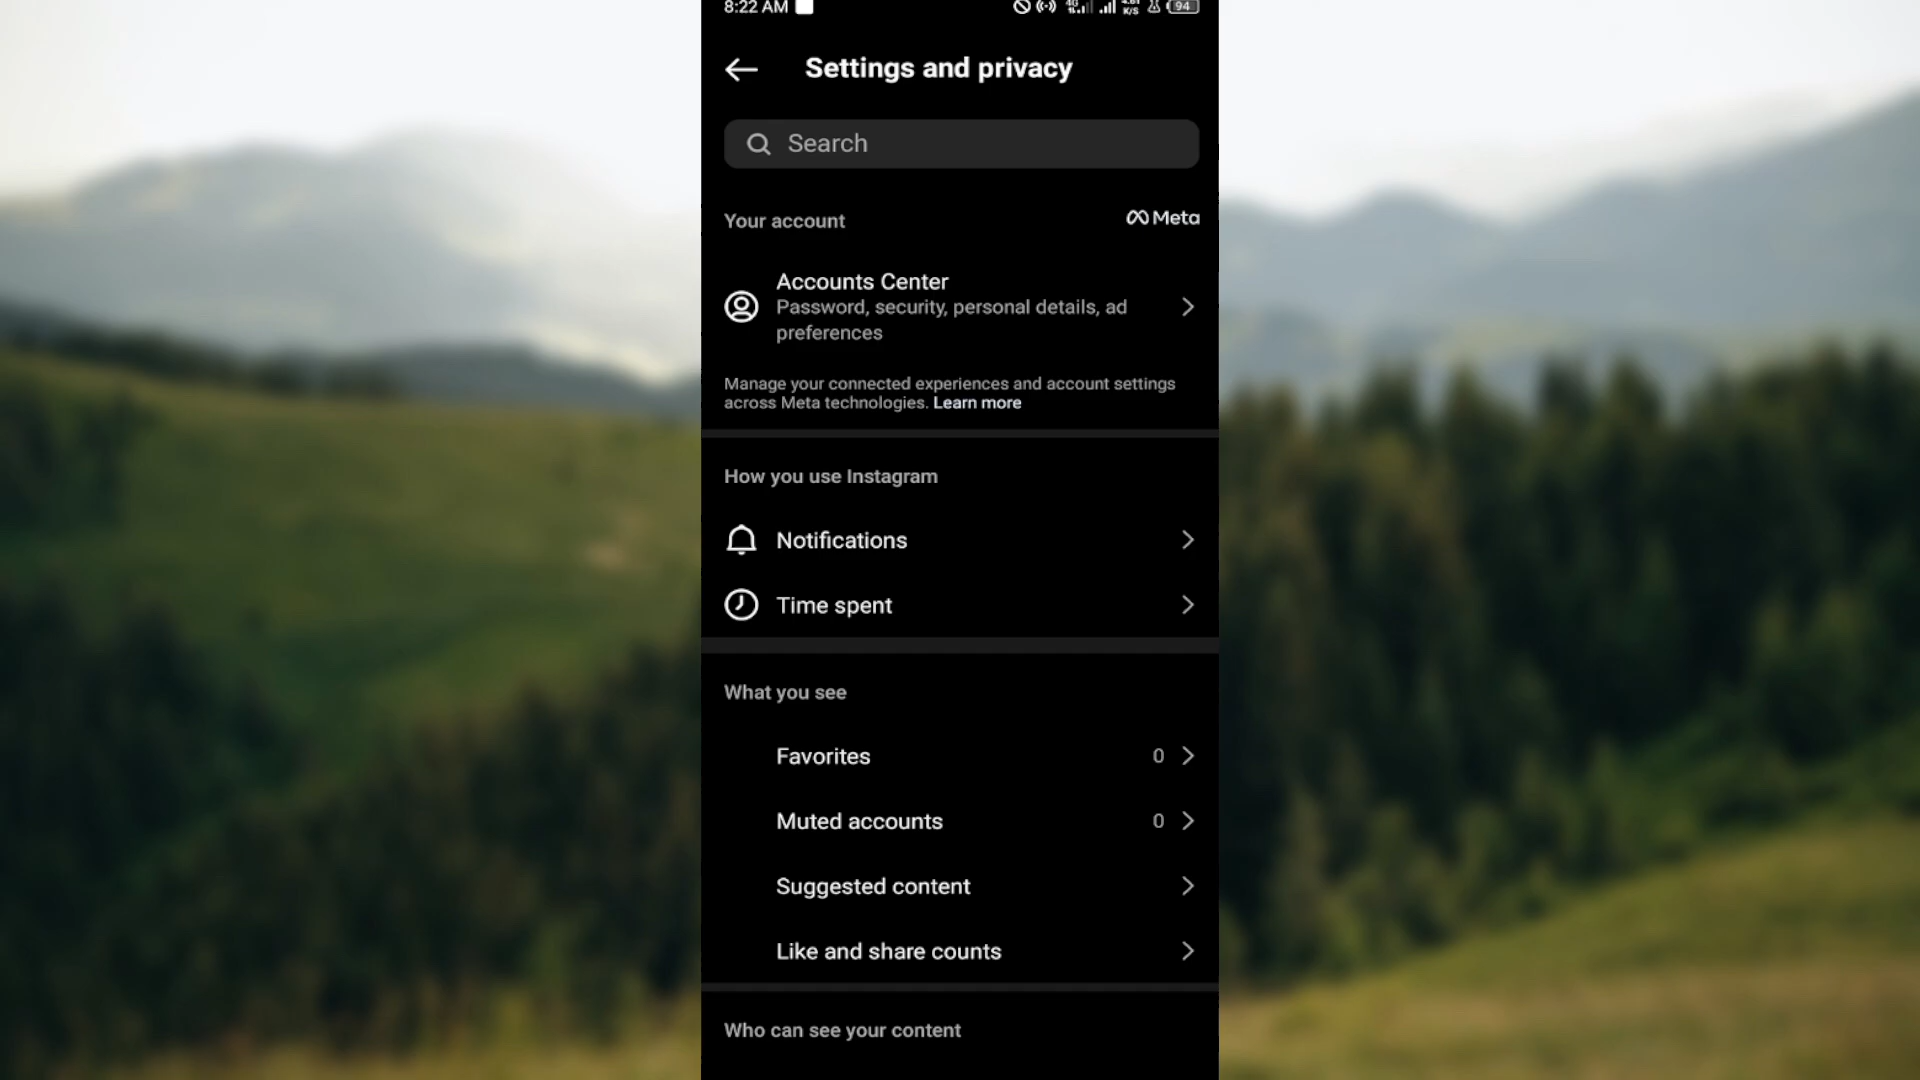 8:22 AM
4G
K/S
94
Settings and privacy
Search
Your account
Meta
Accounts Center
Password, security, personal details, ad
preferences
Manage your connected experiences and account settings
across Meta technologies. Learn more
How you use Instagram
Notifications
Time spent
What you see
Favorites 0
Muted accounts 0
Suggested content
Like and share counts
Who can see your content